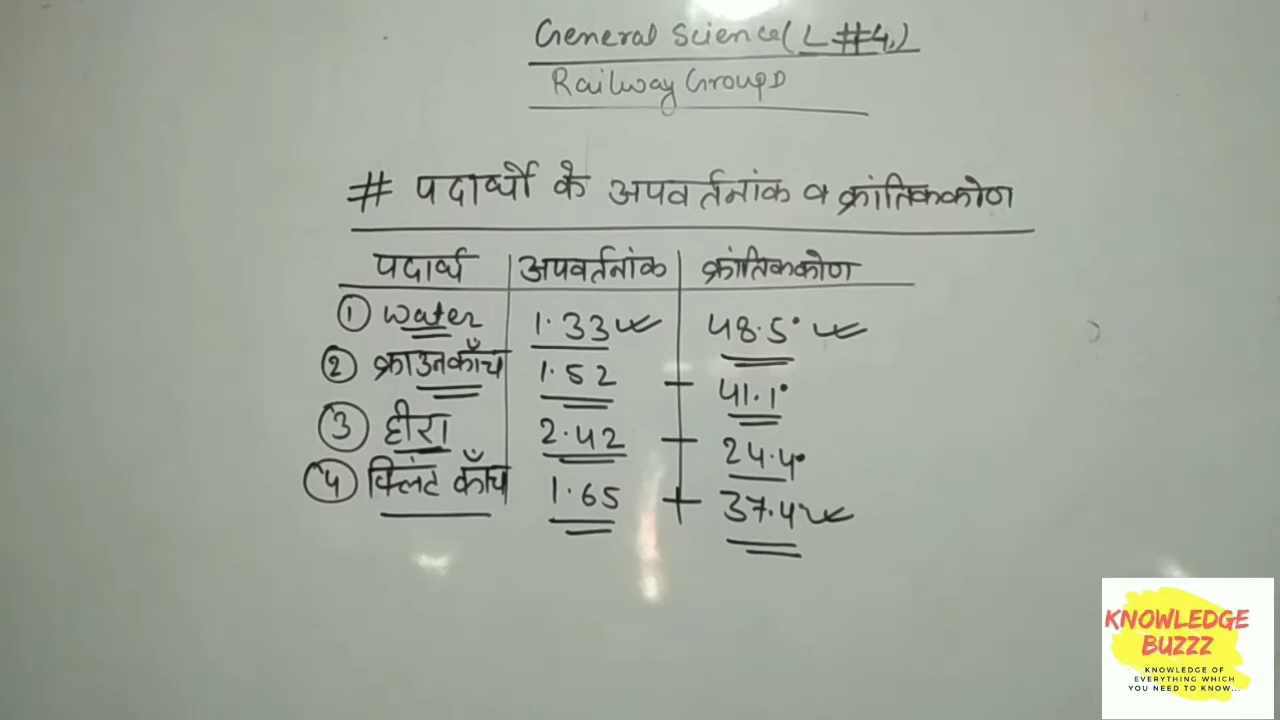 General Science (L#4.)
Railway Group D
# पदार्थो के अपवर्तनांक व क्रांतिककोण
पदार्थ | अपवर्तनांक | क्रांतिककोण
① Water 1.33 48.5°
② क्राउनकाँच 1.52 - 41.1°
③ हीरा 2.42 - 24.4°
④ फ्लिंट काँच 1.65 - 37.4
KNOWLEDGE
BUZZZ
KNOWLEDGE OF
EVERYTHING WHICH
YOU NEED TO KNOW...